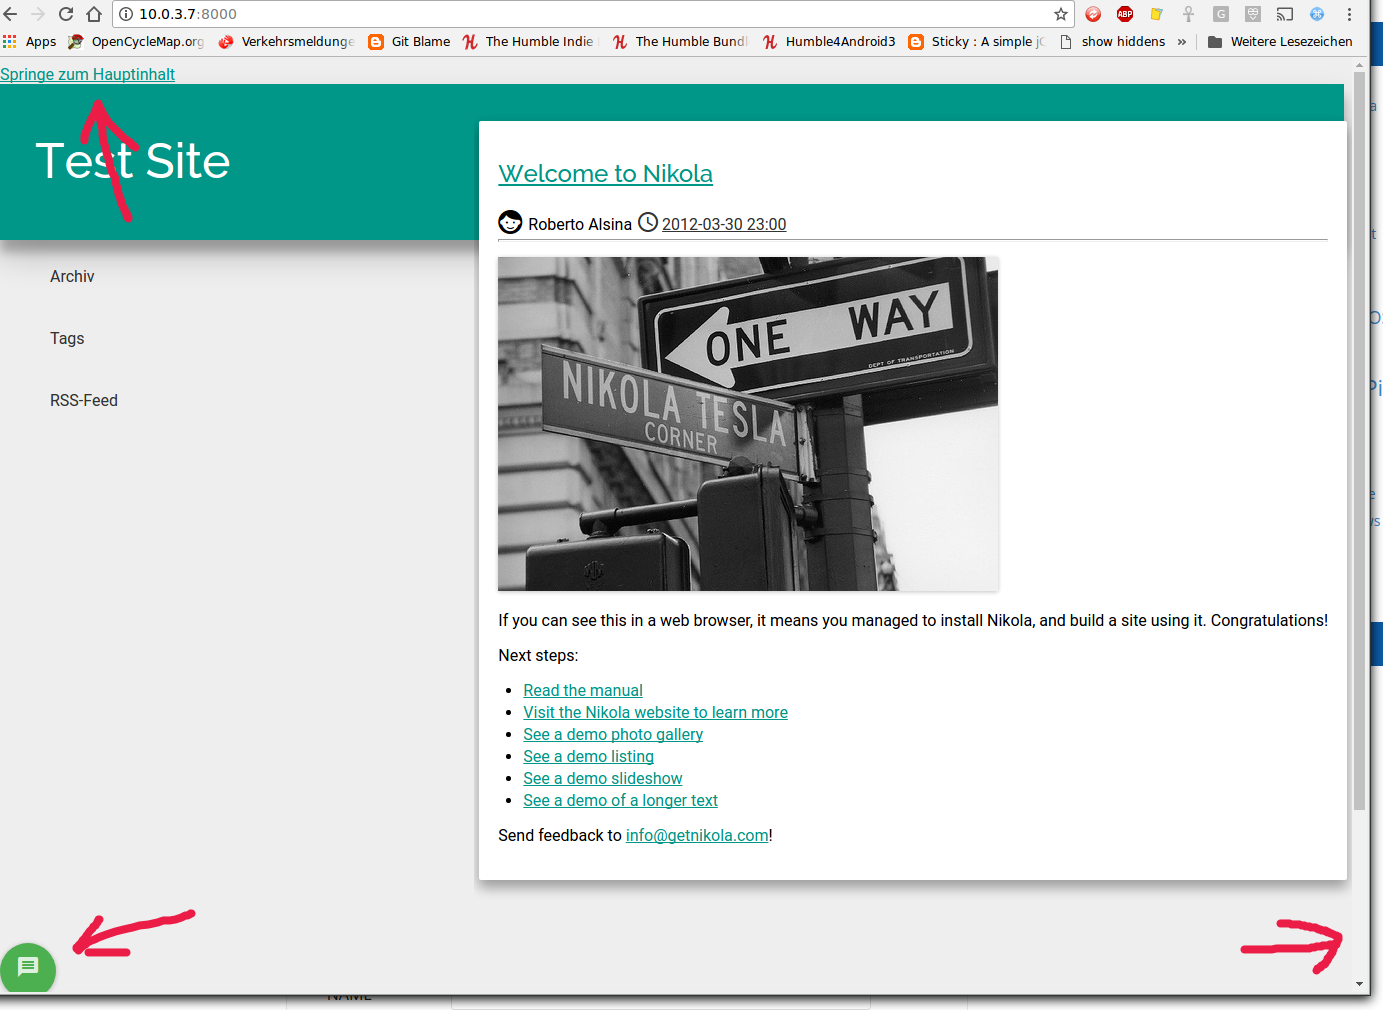 10.0.3.7:8000
ABP
G
Apps
OpenCycleMap.org
Verkehrsmeldunge
Git Blame
The Humble Indie
The Humble Bundl
Humble4Android3
Sticky : A simple j
show hiddens
»
Weitere Lesezeichen
Springe zum Hauptinhalt
Test Site
Welcome to Nikola
Roberto Alsina 2012-03-30 23:00
Archiv
Tags
RSS-Feed
ONE WAY
DEPT OF TRANSPORTATION
NIKOLA TESLA
CORNER
If you can see this in a web browser, it means you managed to install Nikola, and build a site using it. Congratulations!
Next steps:
Read the manual
Visit the Nikola website to learn more
See a demo photo gallery
See a demo listing
See a demo slideshow
See a demo of a longer text
Send feedback to info@getnikola.com!
NAME